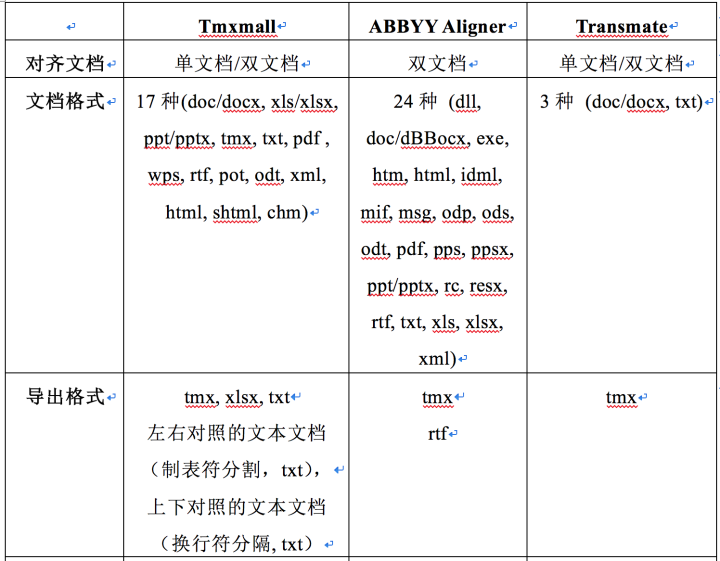 Tmxmall ABBYY Aligner Transmate
对齐文档 单文档/双文档 双文档 单文档/双文档
文档格式 17 种(doc/docx, xls/xlsx, ppt/pptx, tmx, txt, pdf , wps, rtf, pot, odt, xml, html, shtml, chm) 24 种 (dll, doc/dBBocx, exe, htm, html, idml, mif, msg, odp, ods, odt, pdf, pps, ppsx, ppt/pptx, rc, resx, rtf, txt, xls, xlsx, xml) 3 种 (doc/docx, txt)
导出格式 tmx, xlsx, txt 左右对照的文本文档（制表符分割，txt）， 上下对照的文本文档（换行符分隔, txt） tmx rtf tmx